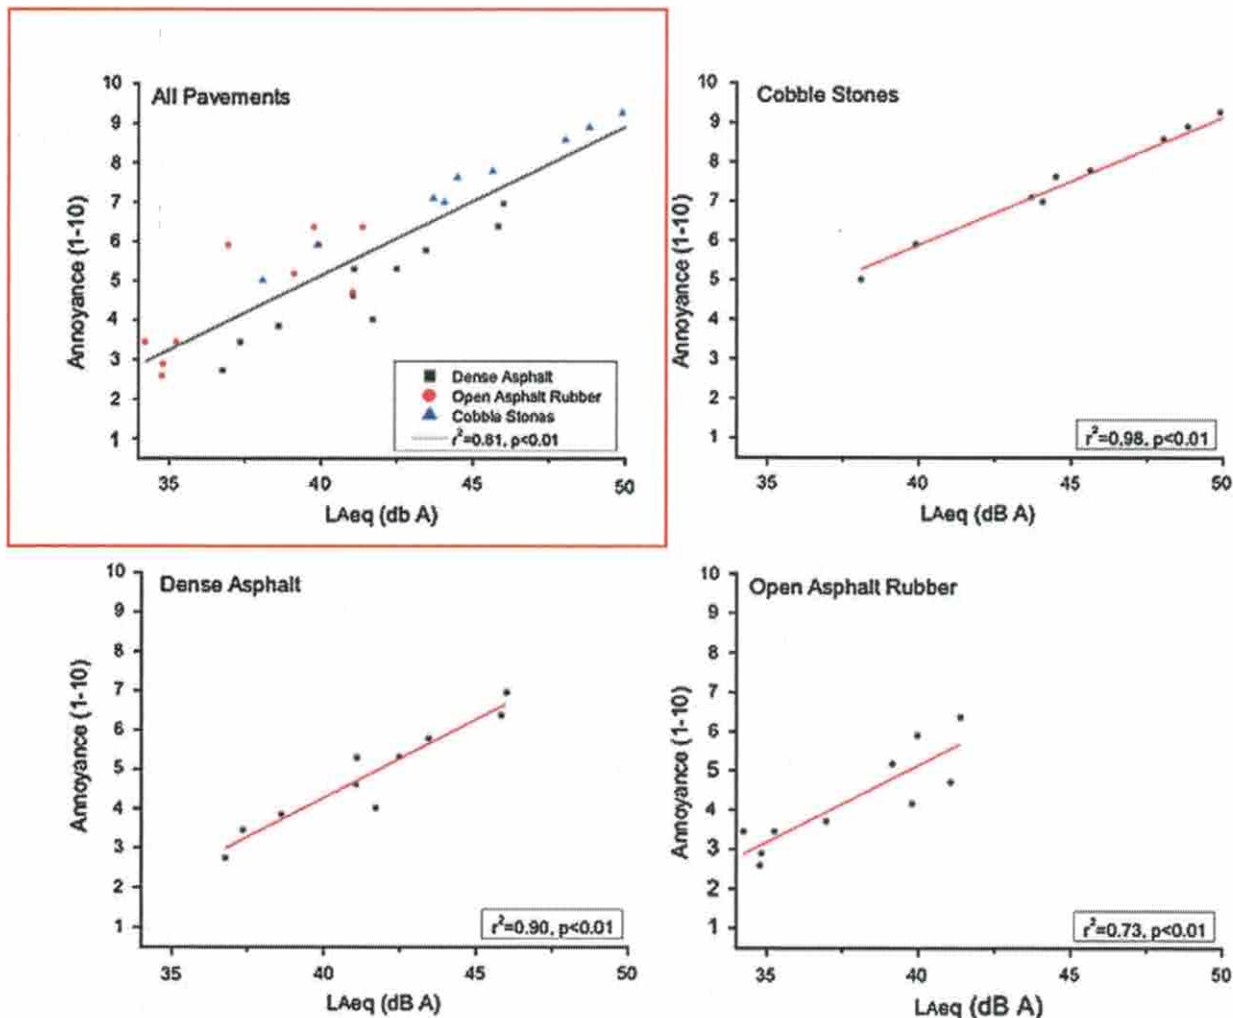 All Pavements
Annoyance (1-10)
10
9
8
7
6
5
4
3
2
1
Dense Asphalt
Open Asphalt Rubber
Cobble Stonas
r²=0.81, p<0.01
35
40
45
50
LAeq (db A)
Cobble Stones
Annoyance (1-10)
10
9
8
7
6
5
4
3
2
1
r²=0,98, p<0.01
35
40
45
50
LAeq (dB A)
Dense Asphalt
Annoyance (1-10)
10
9
8
7
6
5
4
3
2
1
r²=0.90, p<0.01
35
40
45
50
LAeq (dB A)
Open Asphalt Rubber
Annoyance (1-10)
10
9
8
7
6
5
4
3
2
1
r²=0.73, p<0.01
35
40
45
50
LAeq (dB A)